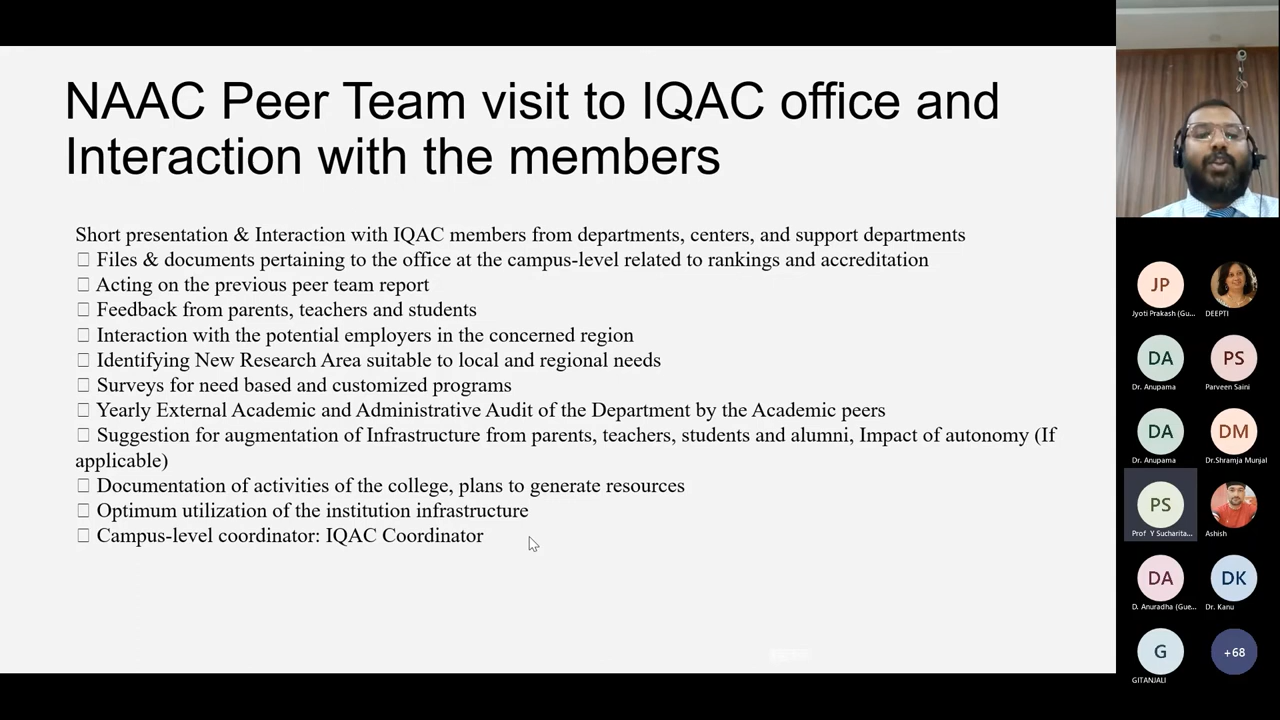 NAAC Peer Team visit to IQAC office and
Interaction with the members
Short presentation & Interaction with IQAC members from departments, centers, and support departments
□ Files & documents pertaining to the office at the campus-level related to rankings and accreditation
□ Acting on the previous peer team report
□ Feedback from parents, teachers and students
□ Interaction with the potential employers in the concerned region
□ Identifying New Research Area suitable to local and regional needs
□ Surveys for need based and customized programs
□ Yearly External Academic and Administrative Audit of the Department by the Academic peers
□ Suggestion for augmentation of Infrastructure from parents, teachers, students and alumni, Impact of autonomy (If
applicable)
□ Documentation of activities of the college, plans to generate resources
□ Optimum utilization of the institution infrastructure
□ Campus-level coordinator: IQAC Coordinator
JP
Jyoti Prakash (Gu...
DEEPTI
DA
Dr. Anupama
PS
Parveen Saini
DA
Dr. Anupama
DM
Dr.Shramja Munjal
PS
Prof Y Sucharita...
Ashish
DA
D. Anuradha (Gue...
DK
Dr. Kanu
G
GITANJALI
+68